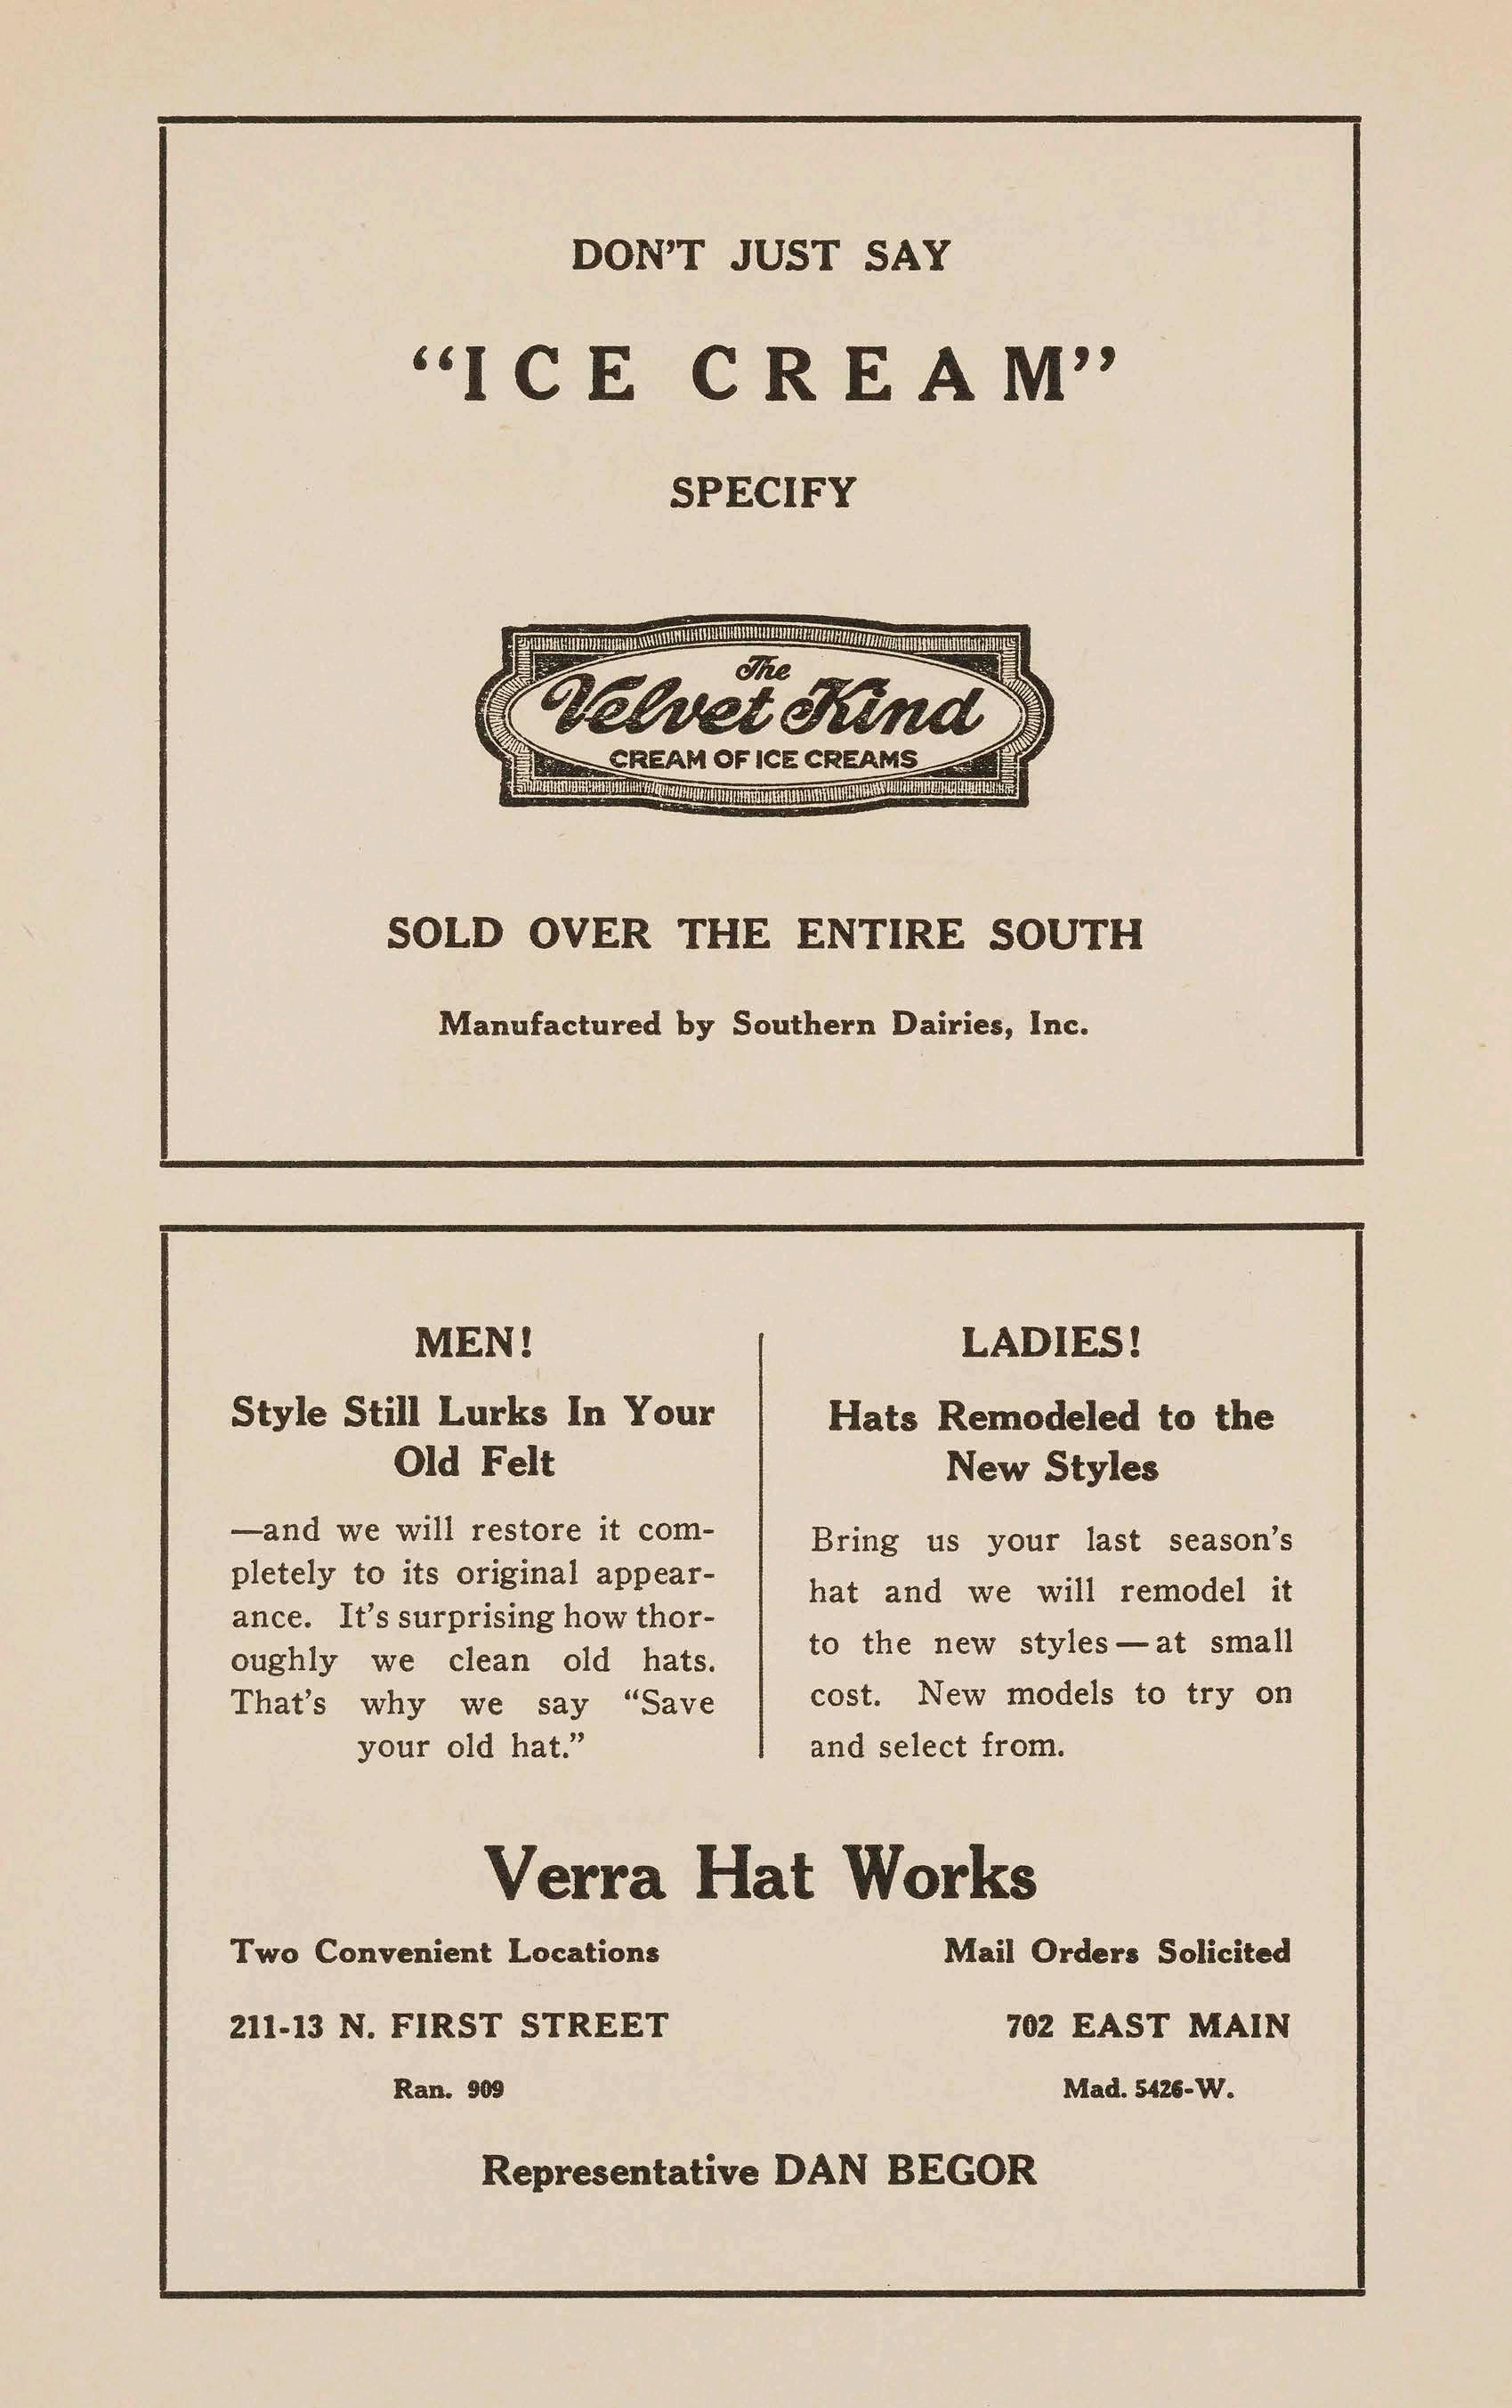 DON'T JUST SAY
“ICE CREAM”
SPECIFY
The
Velvet Kind
CREAM OF ICE CREAMS
SOLD OVER THE ENTIRE SOUTH
Manufactured by Southern Dairies, Inc.
MEN!
Style Still Lurks In Your
Old Felt
—and we will restore it com-
pletely to its original appear-
ance. It's surprising how thor-
oughly we clean old hats.
That's why we say “Save
your old hat.”
LADIES!
Hats Remodeled to the
New Styles
Bring us your last season's
hat and we will remodel it
to the new styles—at small
cost. New models to try on
and select from.
Verra Hat Works
Two Convenient Locations
Mail Orders Solicited
211-13 N. FIRST STREET
702 EAST MAIN
Ran. 909
Mad. 5426-W.
Representative DAN BEGOR